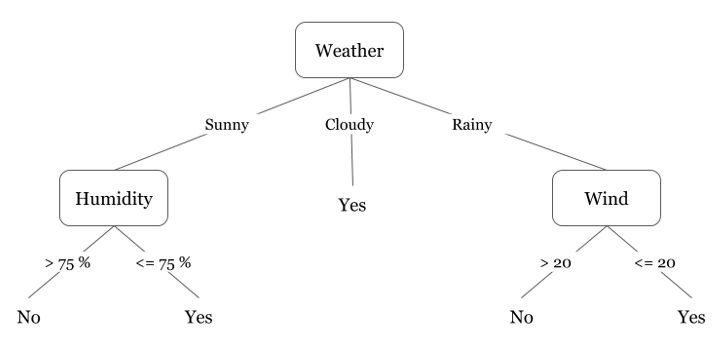 Weather
Sunny
Cloudy
Rainy
Humidity
Yes
Wind
> 75 %
<= 75 %
> 20
<= 20
No
Yes
No
Yes